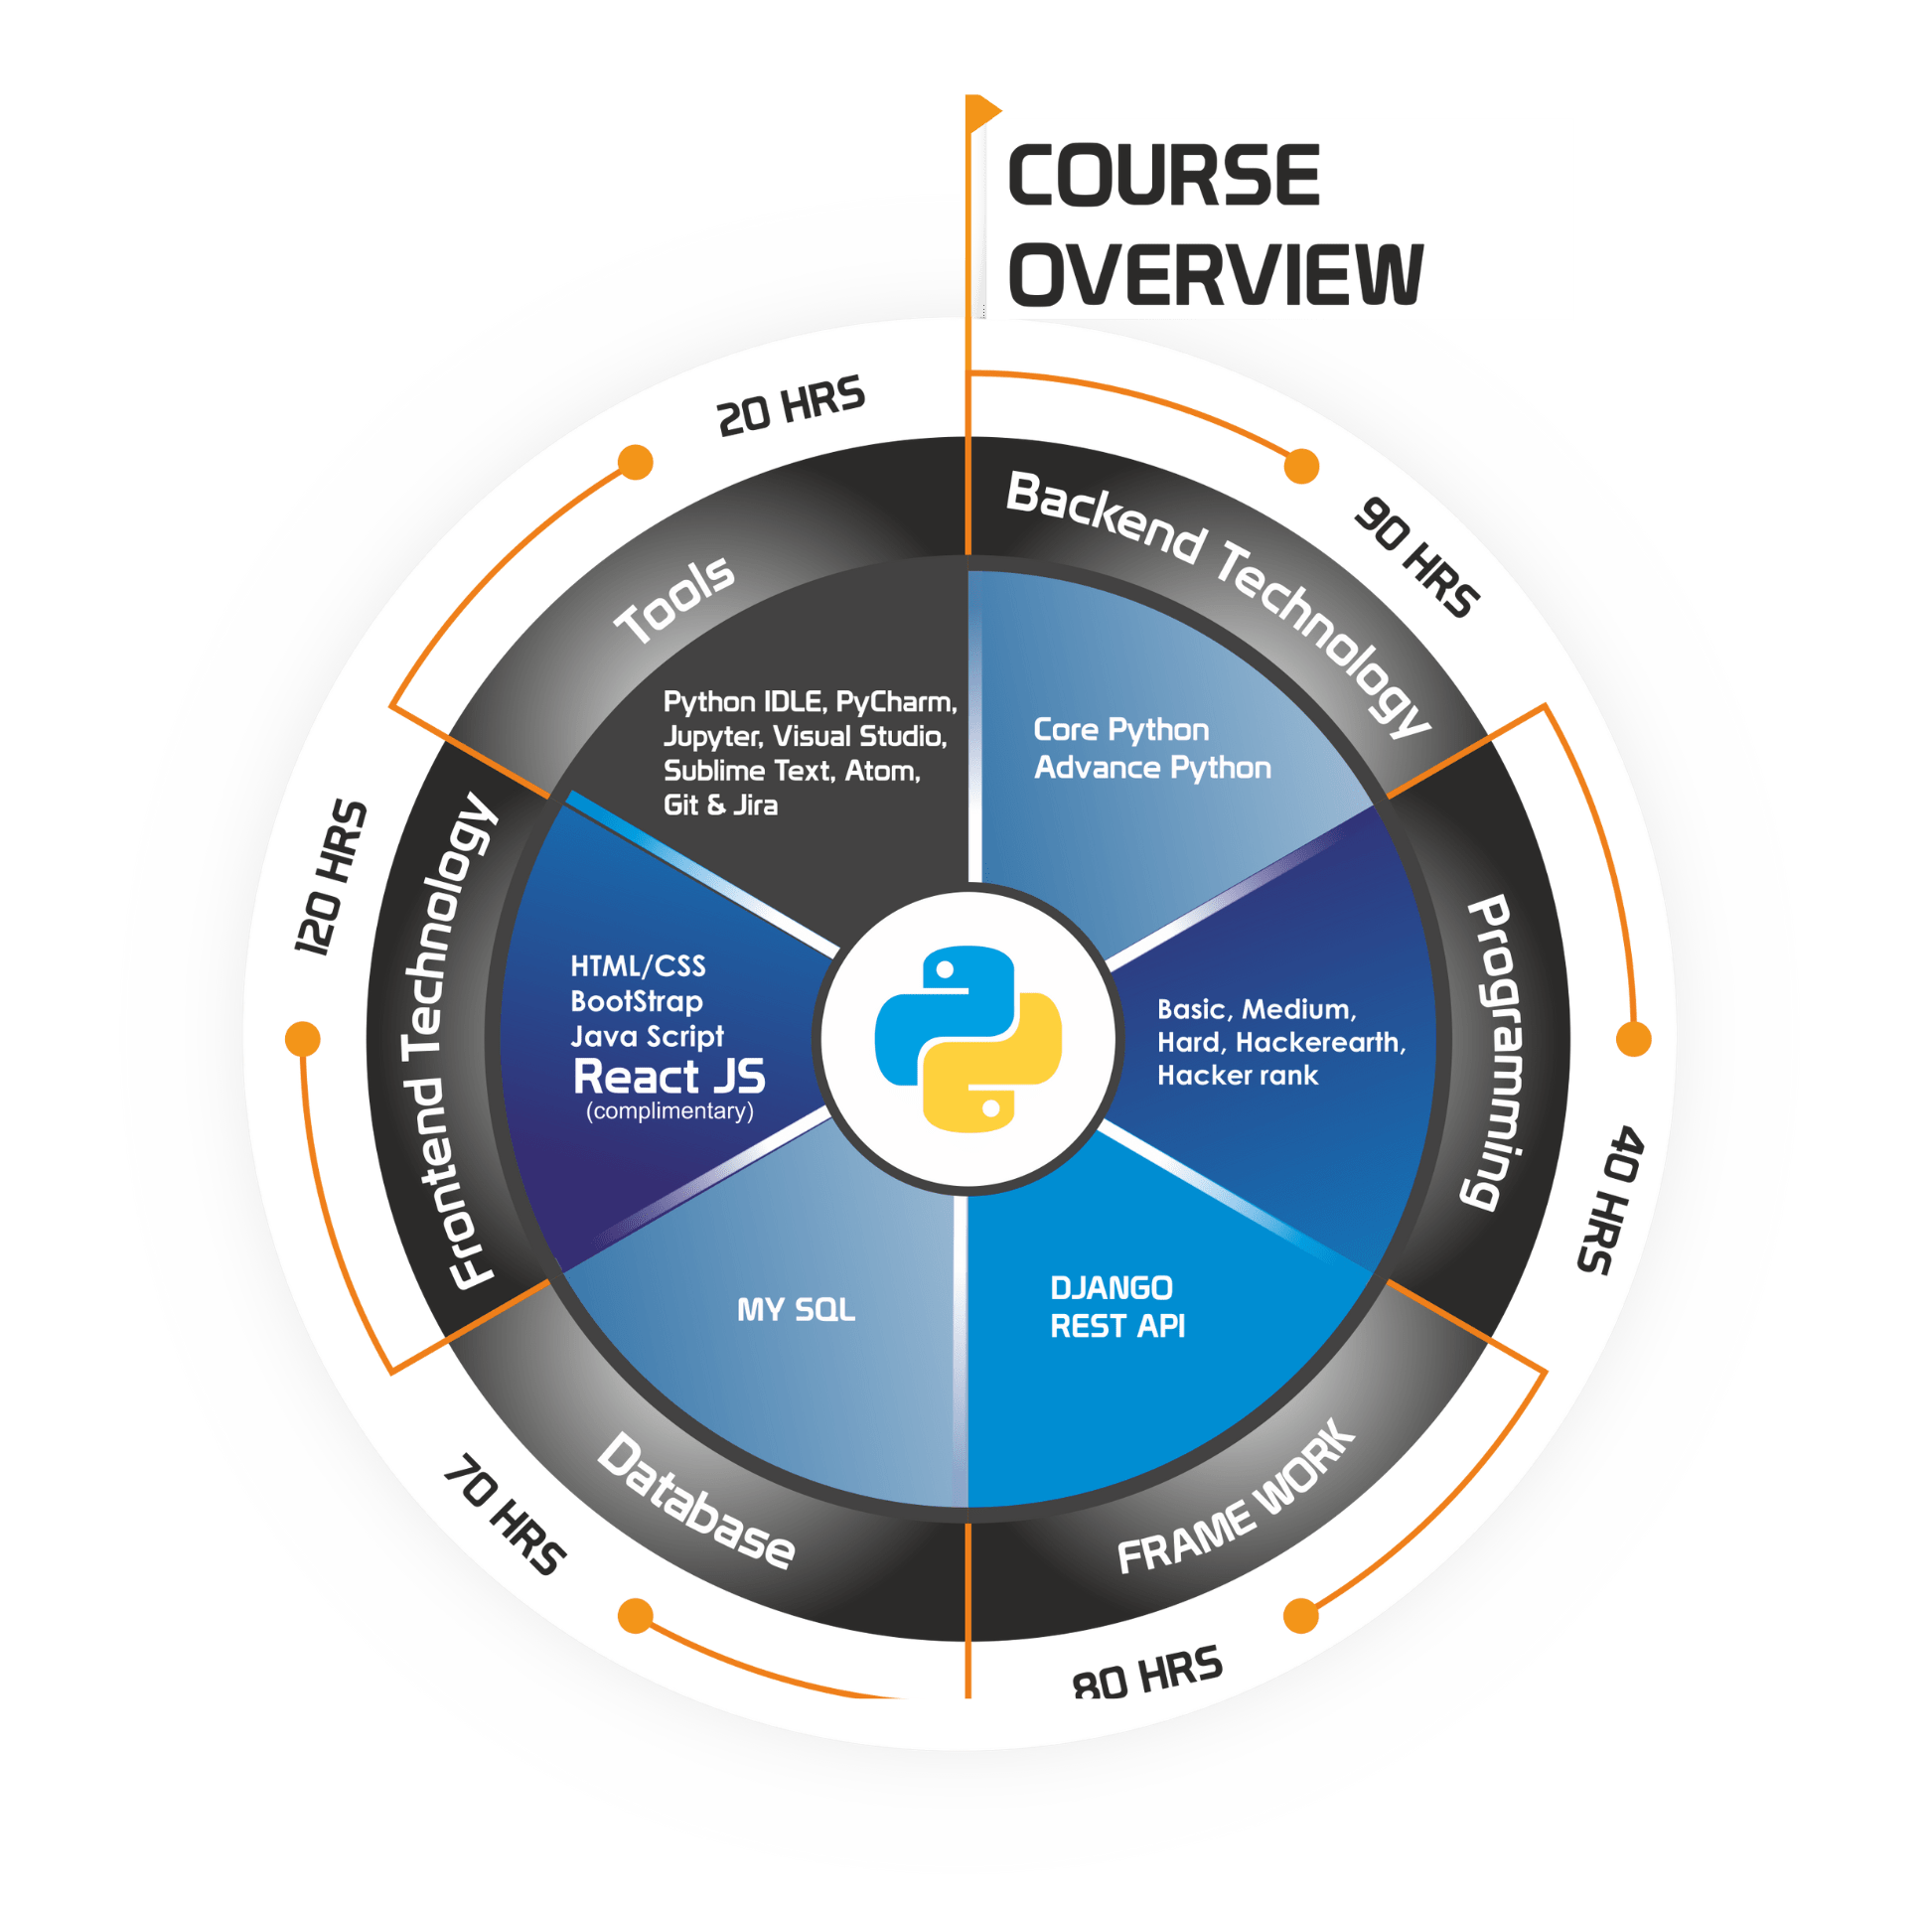 COURSE
OVERVIEW
90 HRS
Backend Technology
Core Python
Advance Python
40 HRS
Programming
Basic, Medium,
Hard, Hackerearth,
Hacker rank
80 HRS
FRAME WORK
DJANGO
REST API
70 HRS
Database
MY SQL
120 HRS
Frontend Technology
HTML/CSS
BootStrap
Java Script
React JS
(complimentary)
20 HRS
Tools
Python IDLE, PyCharm,
Jupyter, Visual Studio,
Sublime Text, Atom,
Git & Jira